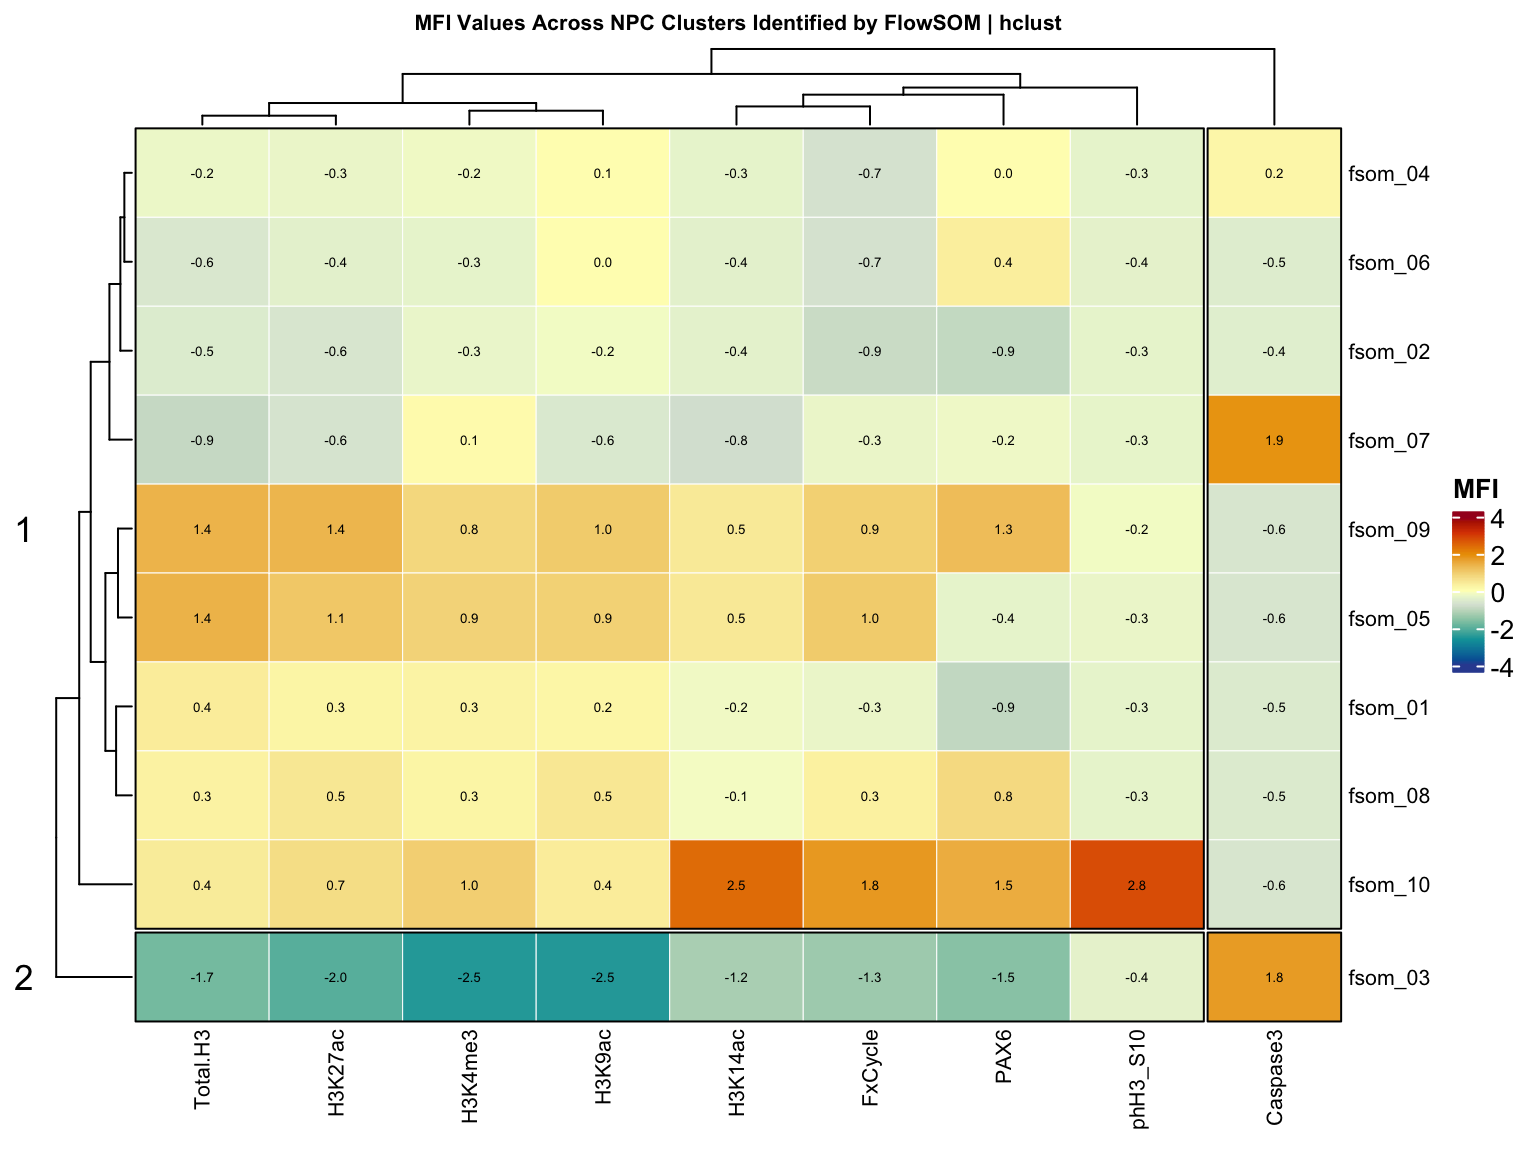 MFI Values Across NPC Clusters Identified by FlowSOM | hclust
-0.2 -0.3 -0.2 0.1 -0.3 -0.7 0.0 -0.3 0.2 fsom_04
-0.6 -0.4 -0.3 0.0 -0.4 -0.7 0.4 -0.4 -0.5 fsom_06
-0.5 -0.6 -0.3 -0.2 -0.4 -0.9 -0.9 -0.3 -0.4 fsom_02
-0.9 -0.6 0.1 -0.6 -0.8 -0.3 -0.2 -0.3 1.9 fsom_07
1 1.4 1.4 0.8 1.0 0.5 0.9 1.3 -0.2 -0.6 fsom_09
1.4 1.1 0.9 0.9 0.5 1.0 -0.4 -0.3 -0.6 fsom_05
0.4 0.3 0.3 0.2 -0.2 -0.3 -0.9 -0.3 -0.5 fsom_01
0.3 0.5 0.3 0.5 -0.1 0.3 0.8 -0.3 -0.5 fsom_08
0.4 0.7 1.0 0.4 2.5 1.8 1.5 2.8 -0.6 fsom_10
2 -1.7 -2.0 -2.5 -2.5 -1.2 -1.3 -1.5 -0.4 1.8 fsom_03
Total.H3 H3K27ac H3K4me3 H3K9ac H3K14ac FxCycle PAX6 phH3_S10 Caspase3
MFI
4
2
0
-2
-4